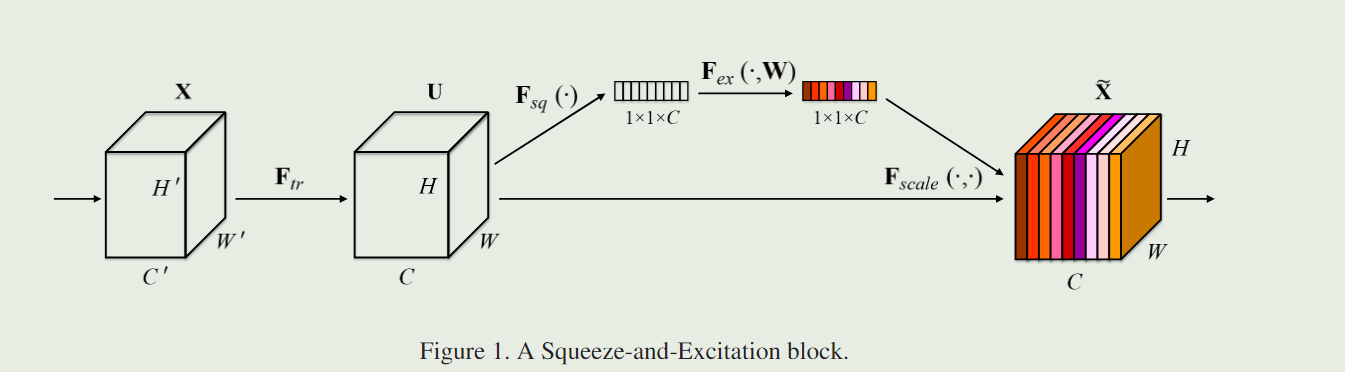 X
H′
W′
C′
F_tr
U
H
W
C
F_sq (·)
1×1×C
F_ex (·,W)
1×1×C
F_scale (·,·)
X̃
H
W
C
Figure 1. A Squeeze-and-Excitation block.